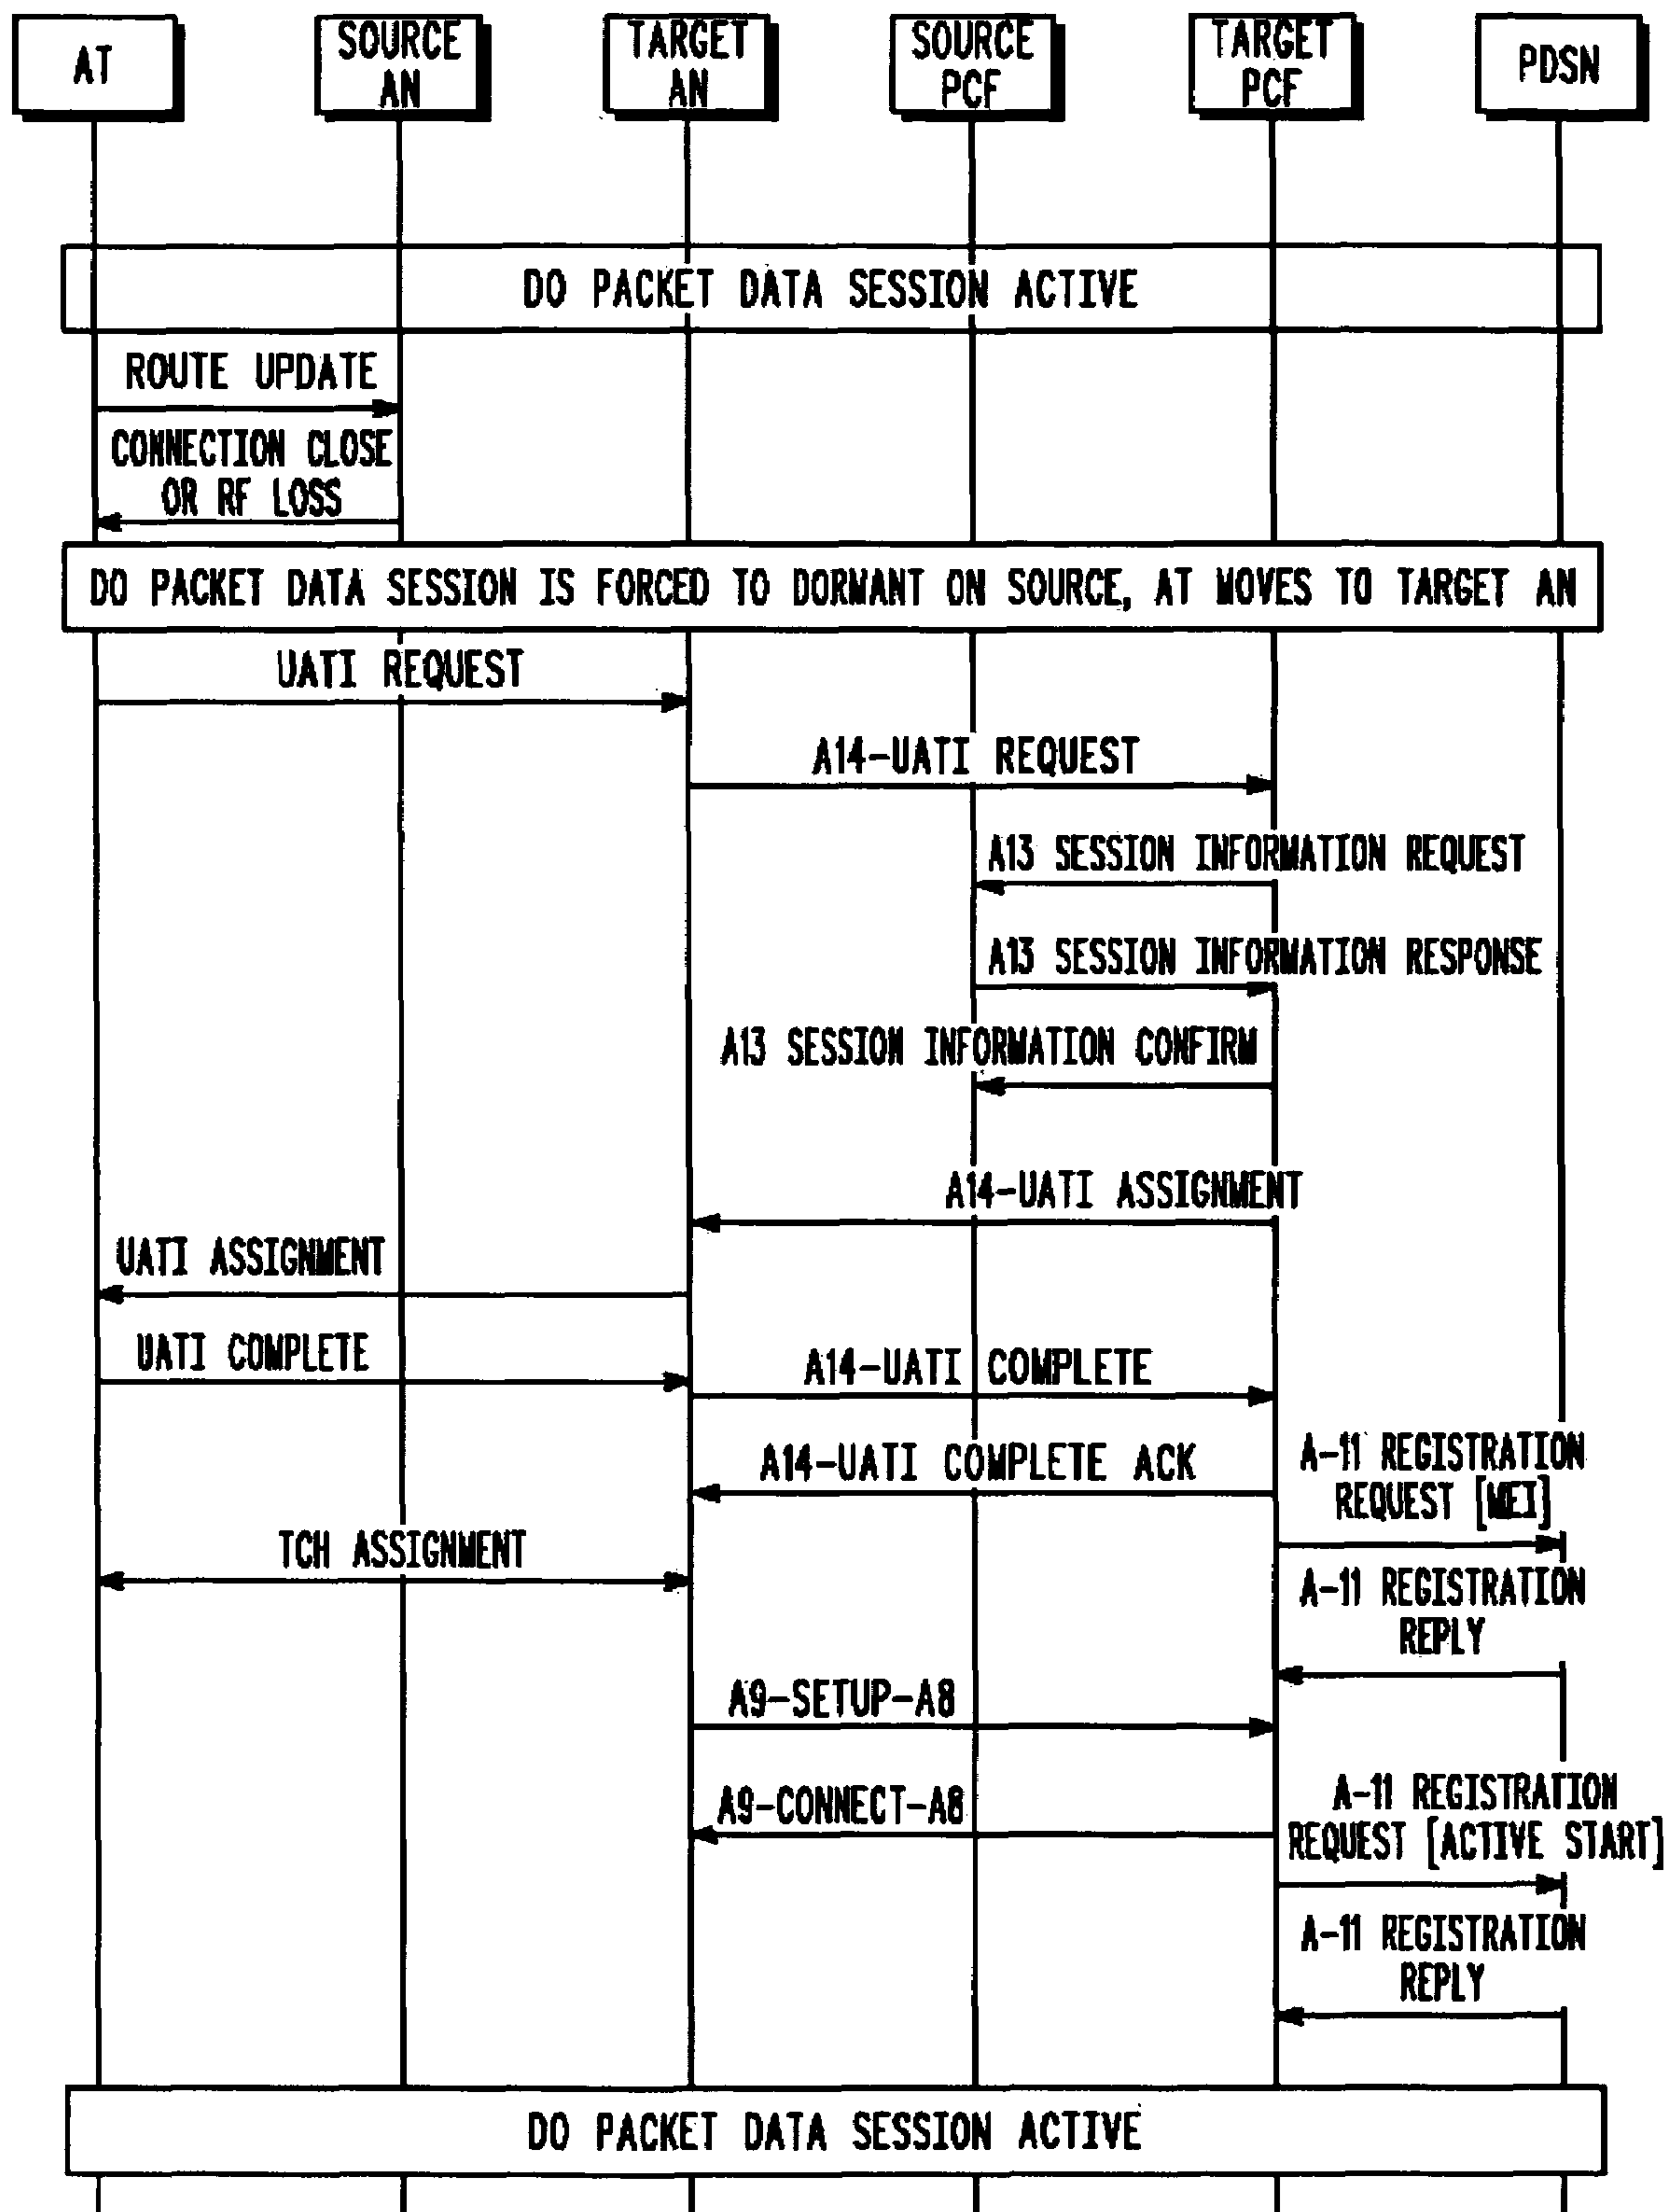 AT
SOURCE
AN
TARGET
AN
SOURCE
PCF
TARGET
PCF
PDSN
DO PACKET DATA SESSION ACTIVE
ROUTE UPDATE
CONNECTION CLOSE
OR RF LOSS
DO PACKET DATA SESSION IS FORCED TO DORMANT ON SOURCE, AT MOVES TO TARGET AN
UATI REQUEST
A14-UATI REQUEST
A13 SESSION INFORMATION REQUEST
A13 SESSION INFORMATION RESPONSE
A13 SESSION INFORMATION CONFIRM
A14-UATI ASSIGNMENT
UATI ASSIGNMENT
UATI COMPLETE
A14-UATI COMPLETE
A14-UATI COMPLETE ACK
A-11 REGISTRATION
REQUEST [MEI]
TCH ASSIGNMENT
A-11 REGISTRATION
REPLY
A9-SETUP-A8
A9-CONNECT-A8
A-11 REGISTRATION
REQUEST [ACTIVE START]
A-11 REGISTRATION
REPLY
DO PACKET DATA SESSION ACTIVE